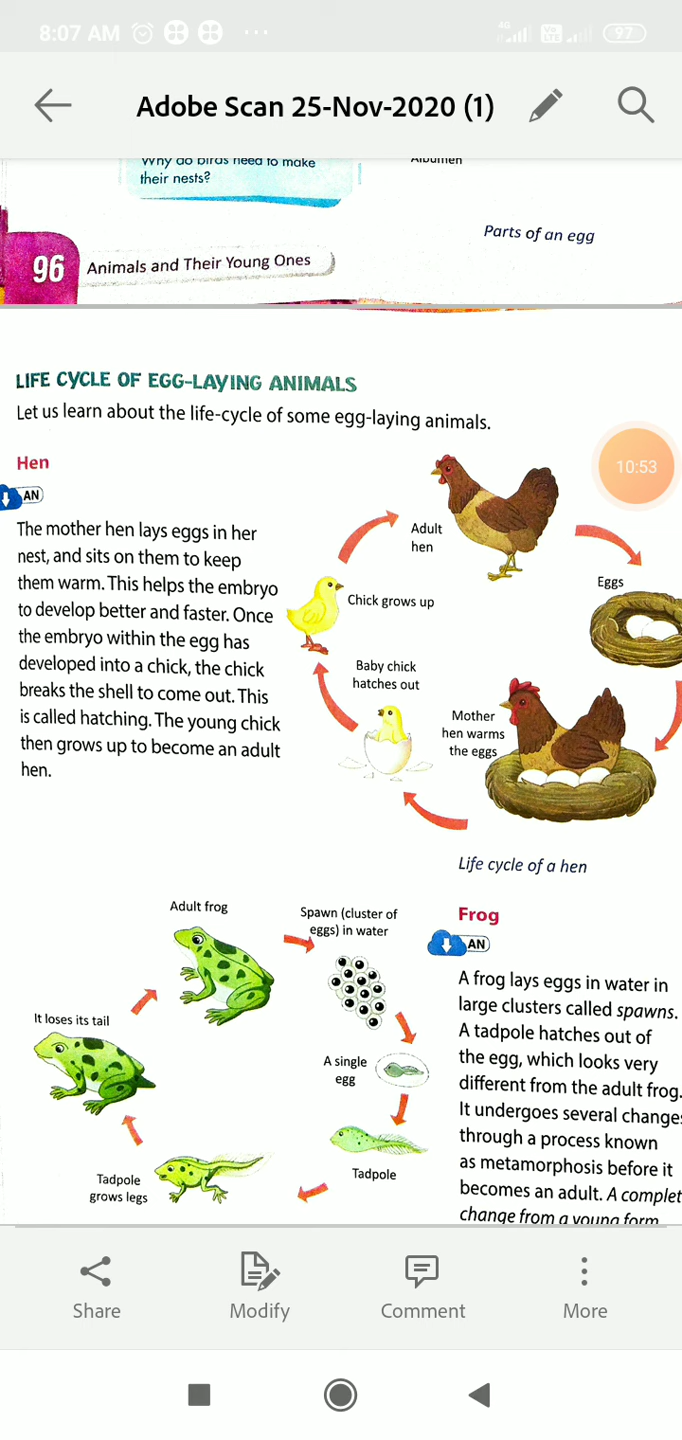 8:07 AM
4G
Vo LTE
97
Adobe Scan 25-Nov-2020 (1)
Why do birds need to make
their nests?
Albumen
Parts of an egg
96
Animals and Their Young Ones
LIFE CYCLE OF EGG-LAYING ANIMALS
Let us learn about the life-cycle of some egg-laying animals.
Hen
AN
The mother hen lays eggs in her
nest, and sits on them to keep
them warm. This helps the embryo
to develop better and faster. Once
the embryo within the egg has
developed into a chick, the chick
breaks the shell to come out. This
is called hatching. The young chick
then grows up to become an adult
hen.
10:53
Adult
hen
Eggs
Chick grows up
Baby chick
hatches out
Mother
hen warms
the eggs
Life cycle of a hen
Adult frog
Spawn (cluster of
eggs) in water
It loses its tail
A single
egg
Tadpole
Tadpole
grows legs
Frog
AN
A frog lays eggs in water in
large clusters called spawns.
A tadpole hatches out of
the egg, which looks very
different from the adult frog.
It undergoes several change
through a process known
as metamorphosis before it
becomes an adult. A complet
change from a young form
Share
Modify
Comment
More